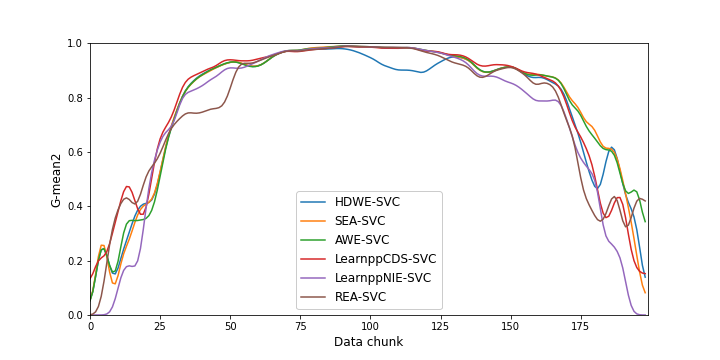 1.0
0.8
0.6
0.4
0.2
0.0
G-mean2
HDWE-SVC
SEA-SVC
AWE-SVC
LearnppCDS-SVC
LearnppNIE-SVC
REA-SVC
0 25 50 75 100 125 150 175
Data chunk